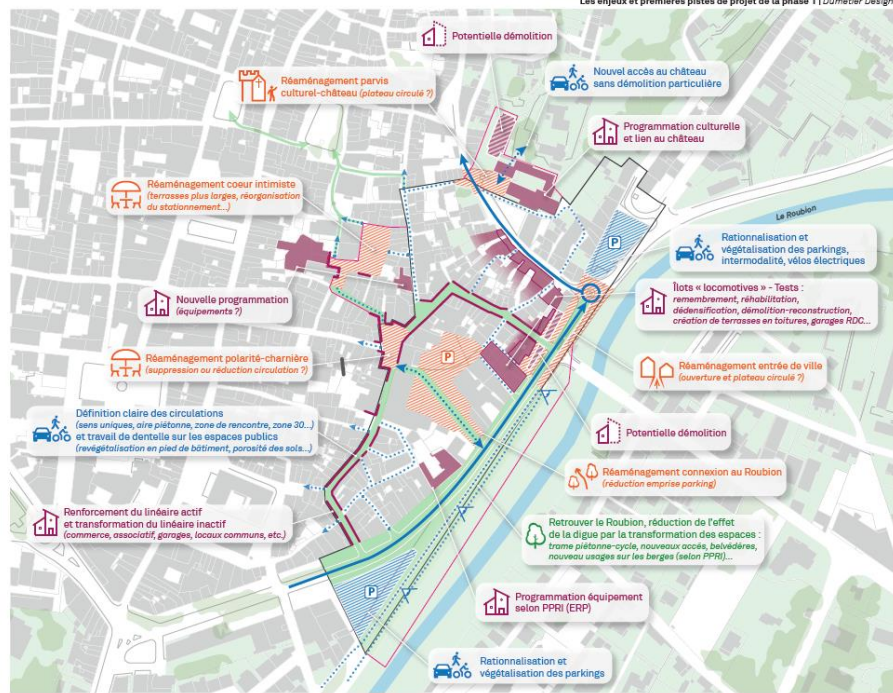 Les enjeux et premières pistes de projet de la phase 1 | Dumétier Design
Potentielle démolition
Réaménagement parvis
culturel-château (plateau circulé ?)
Nouvel accès au château
sans démolition particulière
Programmation culturelle
et lien au château
Réaménagement coeur intimiste
(terrasses plus larges, réorganisation
du stationnement...)
Le Roubion
P
Rationnalisation et
végétalisation des parkings,
intermodalité, vélos électriques
Nouvelle programmation
(équipements ?)
Îlots « locomotives » - Tests :
remembrement, réhabilitation,
dédensification, démolition-reconstruction,
création de terrasses en toitures, garages RDC...
Réaménagement polarité-charnière
(suppression ou réduction circulation ?)
P
Réaménagement entrée de ville
(ouverture et plateau circulé ?)
Définition claire des circulations
(sens uniques, aire piétonne, zone de rencontre, zone 30...)
et travail de dentelle sur les espaces publics
(revégétalisation en pied de bâtiment, porosité des sols...)
Potentielle démolition
Réaménagement connexion au Roubion
(réduction emprise parking)
Renforcement du linéaire actif
et transformation du linéaire inactif
(commerce, associatif, garages, locaux communs, etc.)
Retrouver le Roubion, réduction de l'effet
de la digue par la transformation des espaces :
trame piétonne-cycle, nouveaux accès, belvédères,
nouveau usages sur les berges (selon PPRI)...
P
Programmation équipement
selon PPRI (ERP)
Rationnalisation et
végétalisation des parkings